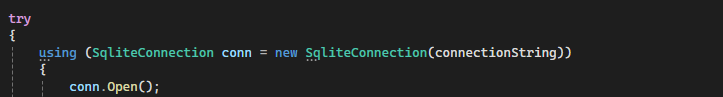 try
{
using (SqliteConnection conn = new SqliteConnection(connectionString))
{
conn.Open();